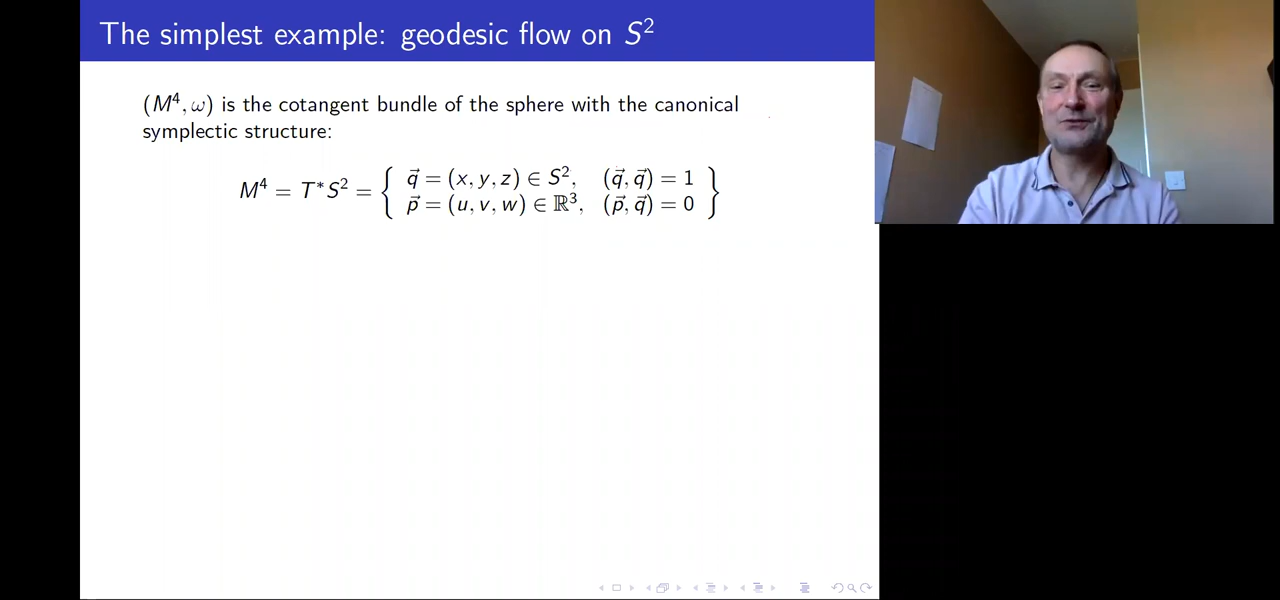 The simplest example: geodesic flow on S²
(M⁴, ω) is the cotangent bundle of the sphere with the canonical
symplectic structure:
M⁴ = T*S² = { q⃗ = (x, y, z) ∈ S², (q⃗, q⃗) = 1
p⃗ = (u, v, w) ∈ ℝ³, (p⃗, q⃗) = 0 }